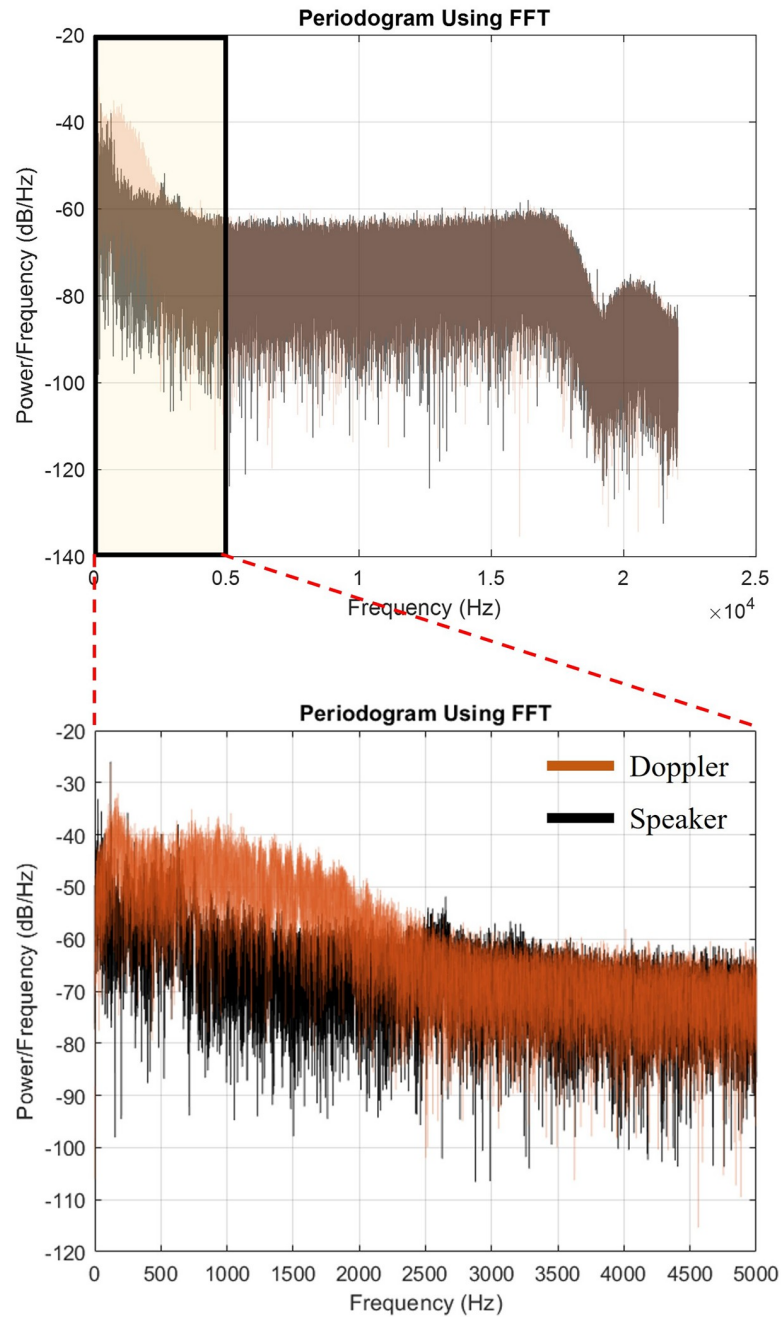 Periodogram Using FFT
-20
-40
-60
-80
-100
-120
-140
Power/Frequency (dB/Hz)
0 0.5 1 1.5 2 2.5
Frequency (Hz)
×10⁴
Periodogram Using FFT
-20
-30
-40
-50
-60
-70
-80
-90
-100
-110
-120
Power/Frequency (dB/Hz)
Doppler
Speaker
0 500 1000 1500 2000 2500 3000 3500 4000 4500 5000
Frequency (Hz)